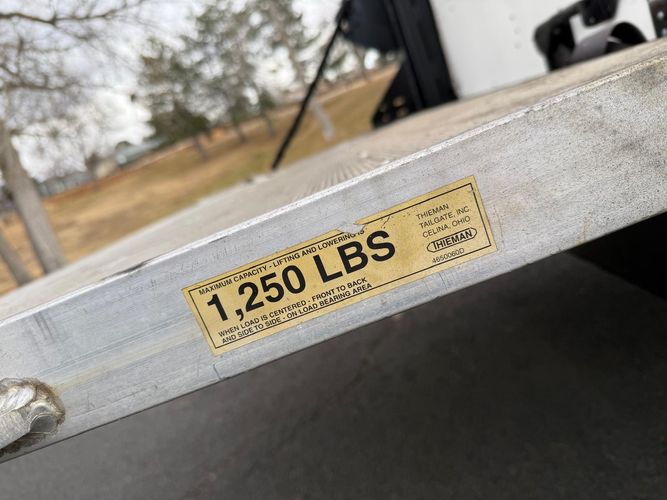 MAXIMUM CAPACITY - LIFTING AND LOWERING IS
1,250 LBS
WHEN LOAD IS CENTERED - FRONT TO BACK
AND SIDE TO SIDE - ON LOAD BEARING AREA
THIEMAN
TAILGATE, INC.
CELINA, OHIO
THIEMAN
4650060D